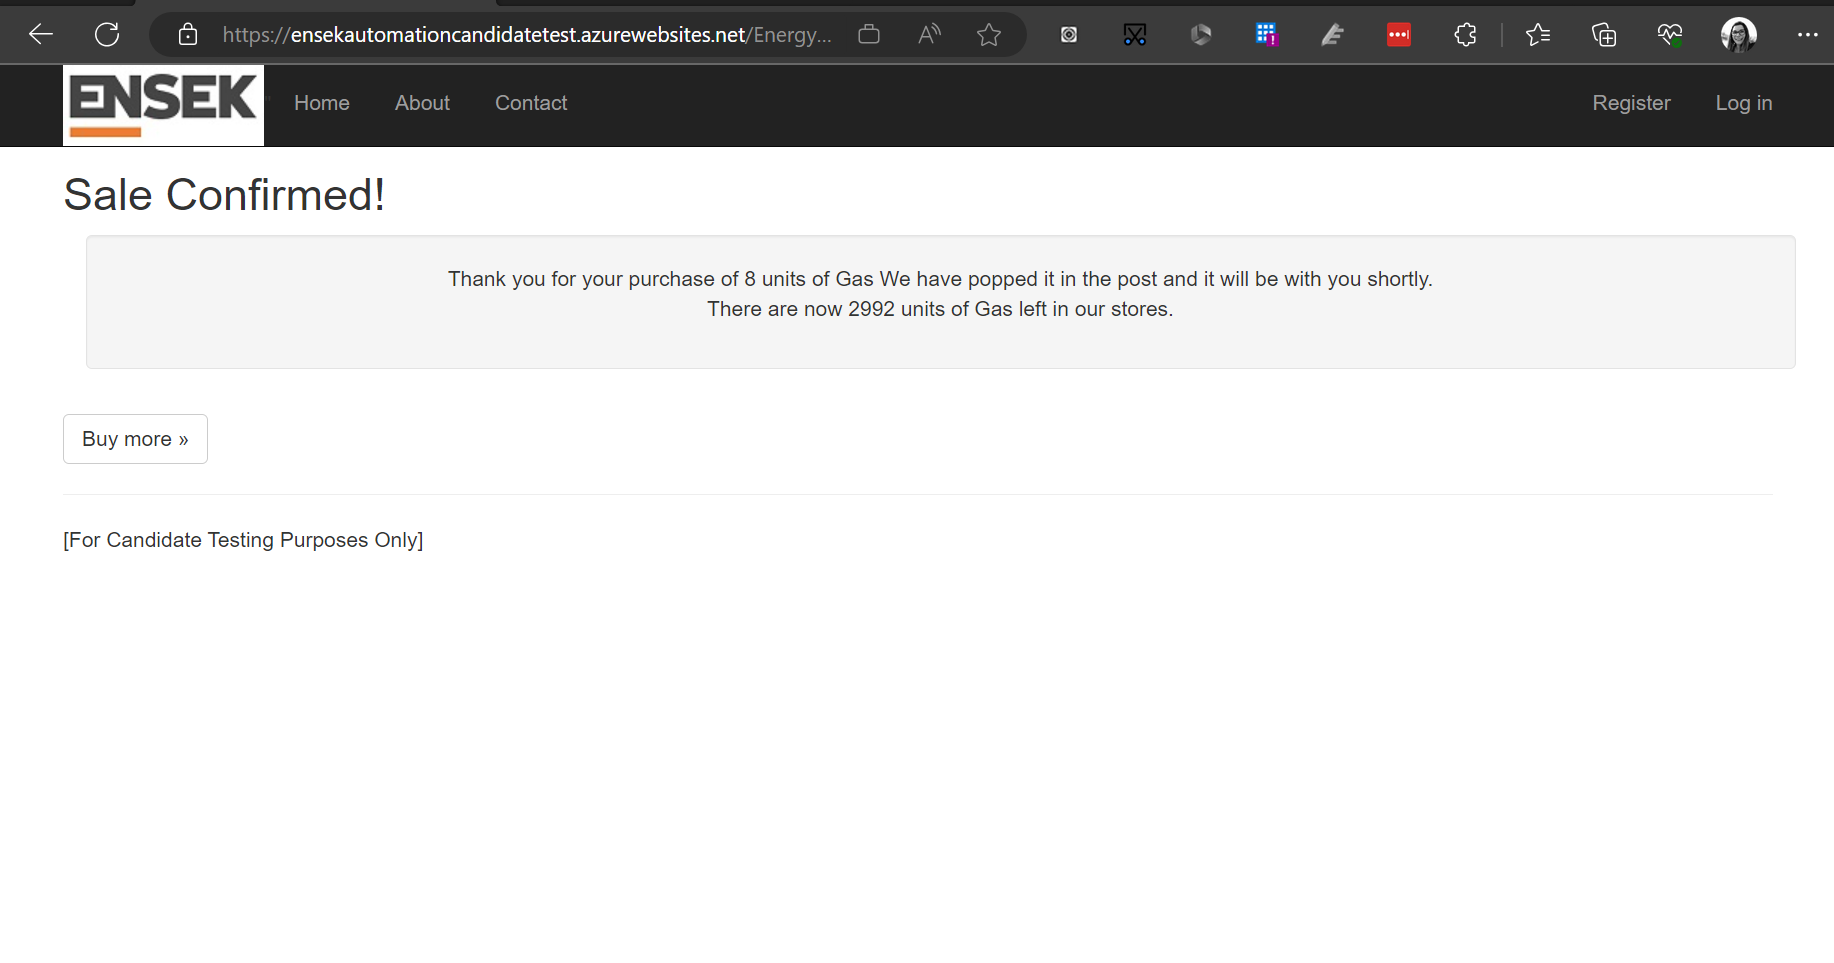 https://ensekautomationcandidatetest.azurewebsites.net/Energy...
ENSEK
Home About Contact Register Log in
Sale Confirmed!
Thank you for your purchase of 8 units of Gas We have popped it in the post and it will be with you shortly.
There are now 2992 units of Gas left in our stores.
Buy more »
[For Candidate Testing Purposes Only]